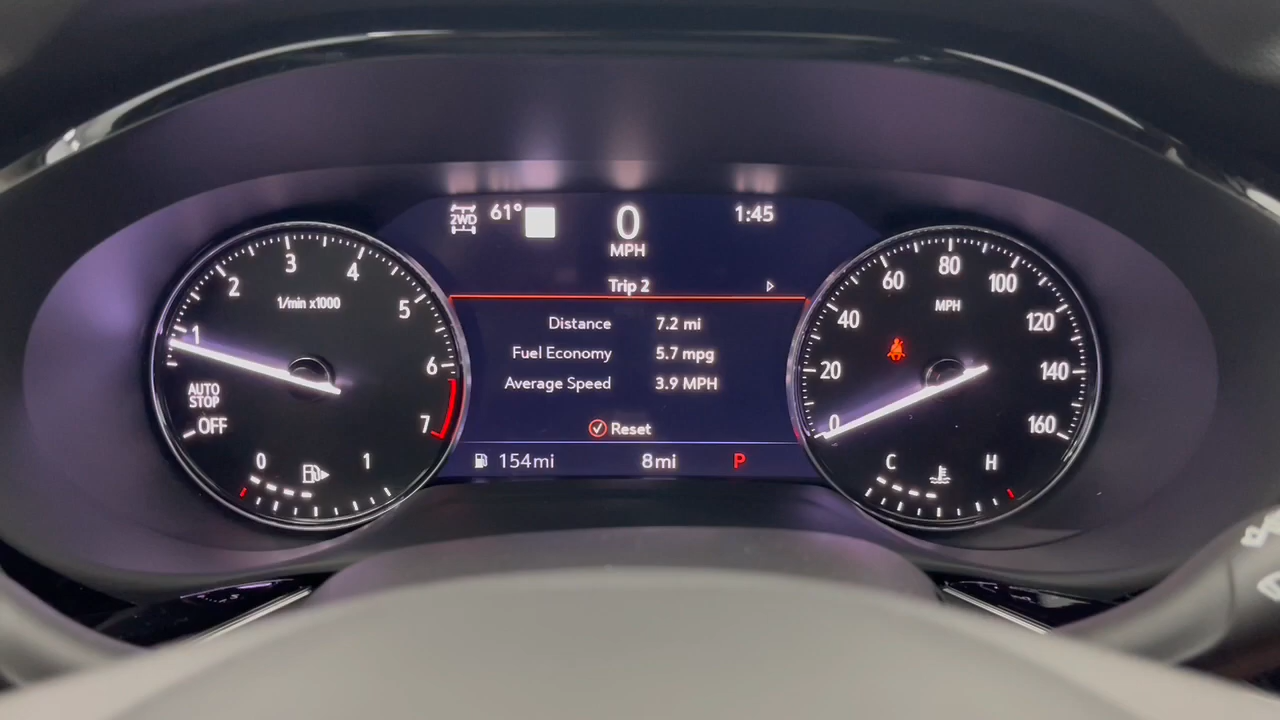 2WD 61° 0 1:45
MPH
Trip 2
Distance 7.2 mi
Fuel Economy 5.7 mpg
Average Speed 3.9 MPH
Reset
154mi 8mi P
1 2 3 4 5 6 7
1/min x1000
AUTO
STOP
OFF
0 1
0 20 40 60 80 100 120 140 160
MPH
C H